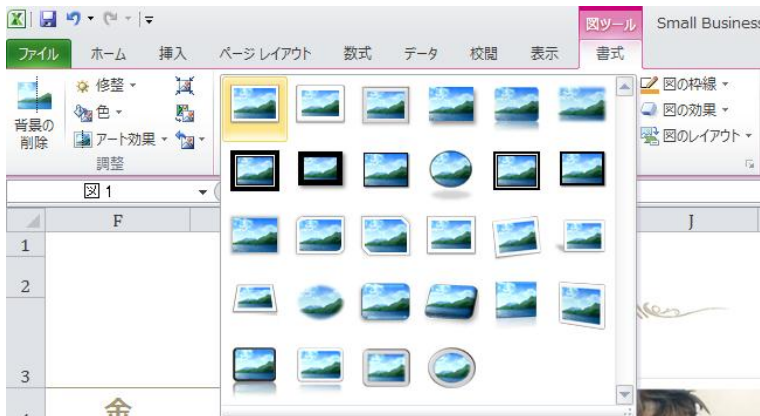 図ツール Small Business
ファイル ホーム 挿入 ページ レイアウト 数式 データ 校閲 表示 書式
背景の
削除
修整
色
アート効果
調整
図の枠線
図の効果
図のレイアウト
図 1
F J
1
2
3
金